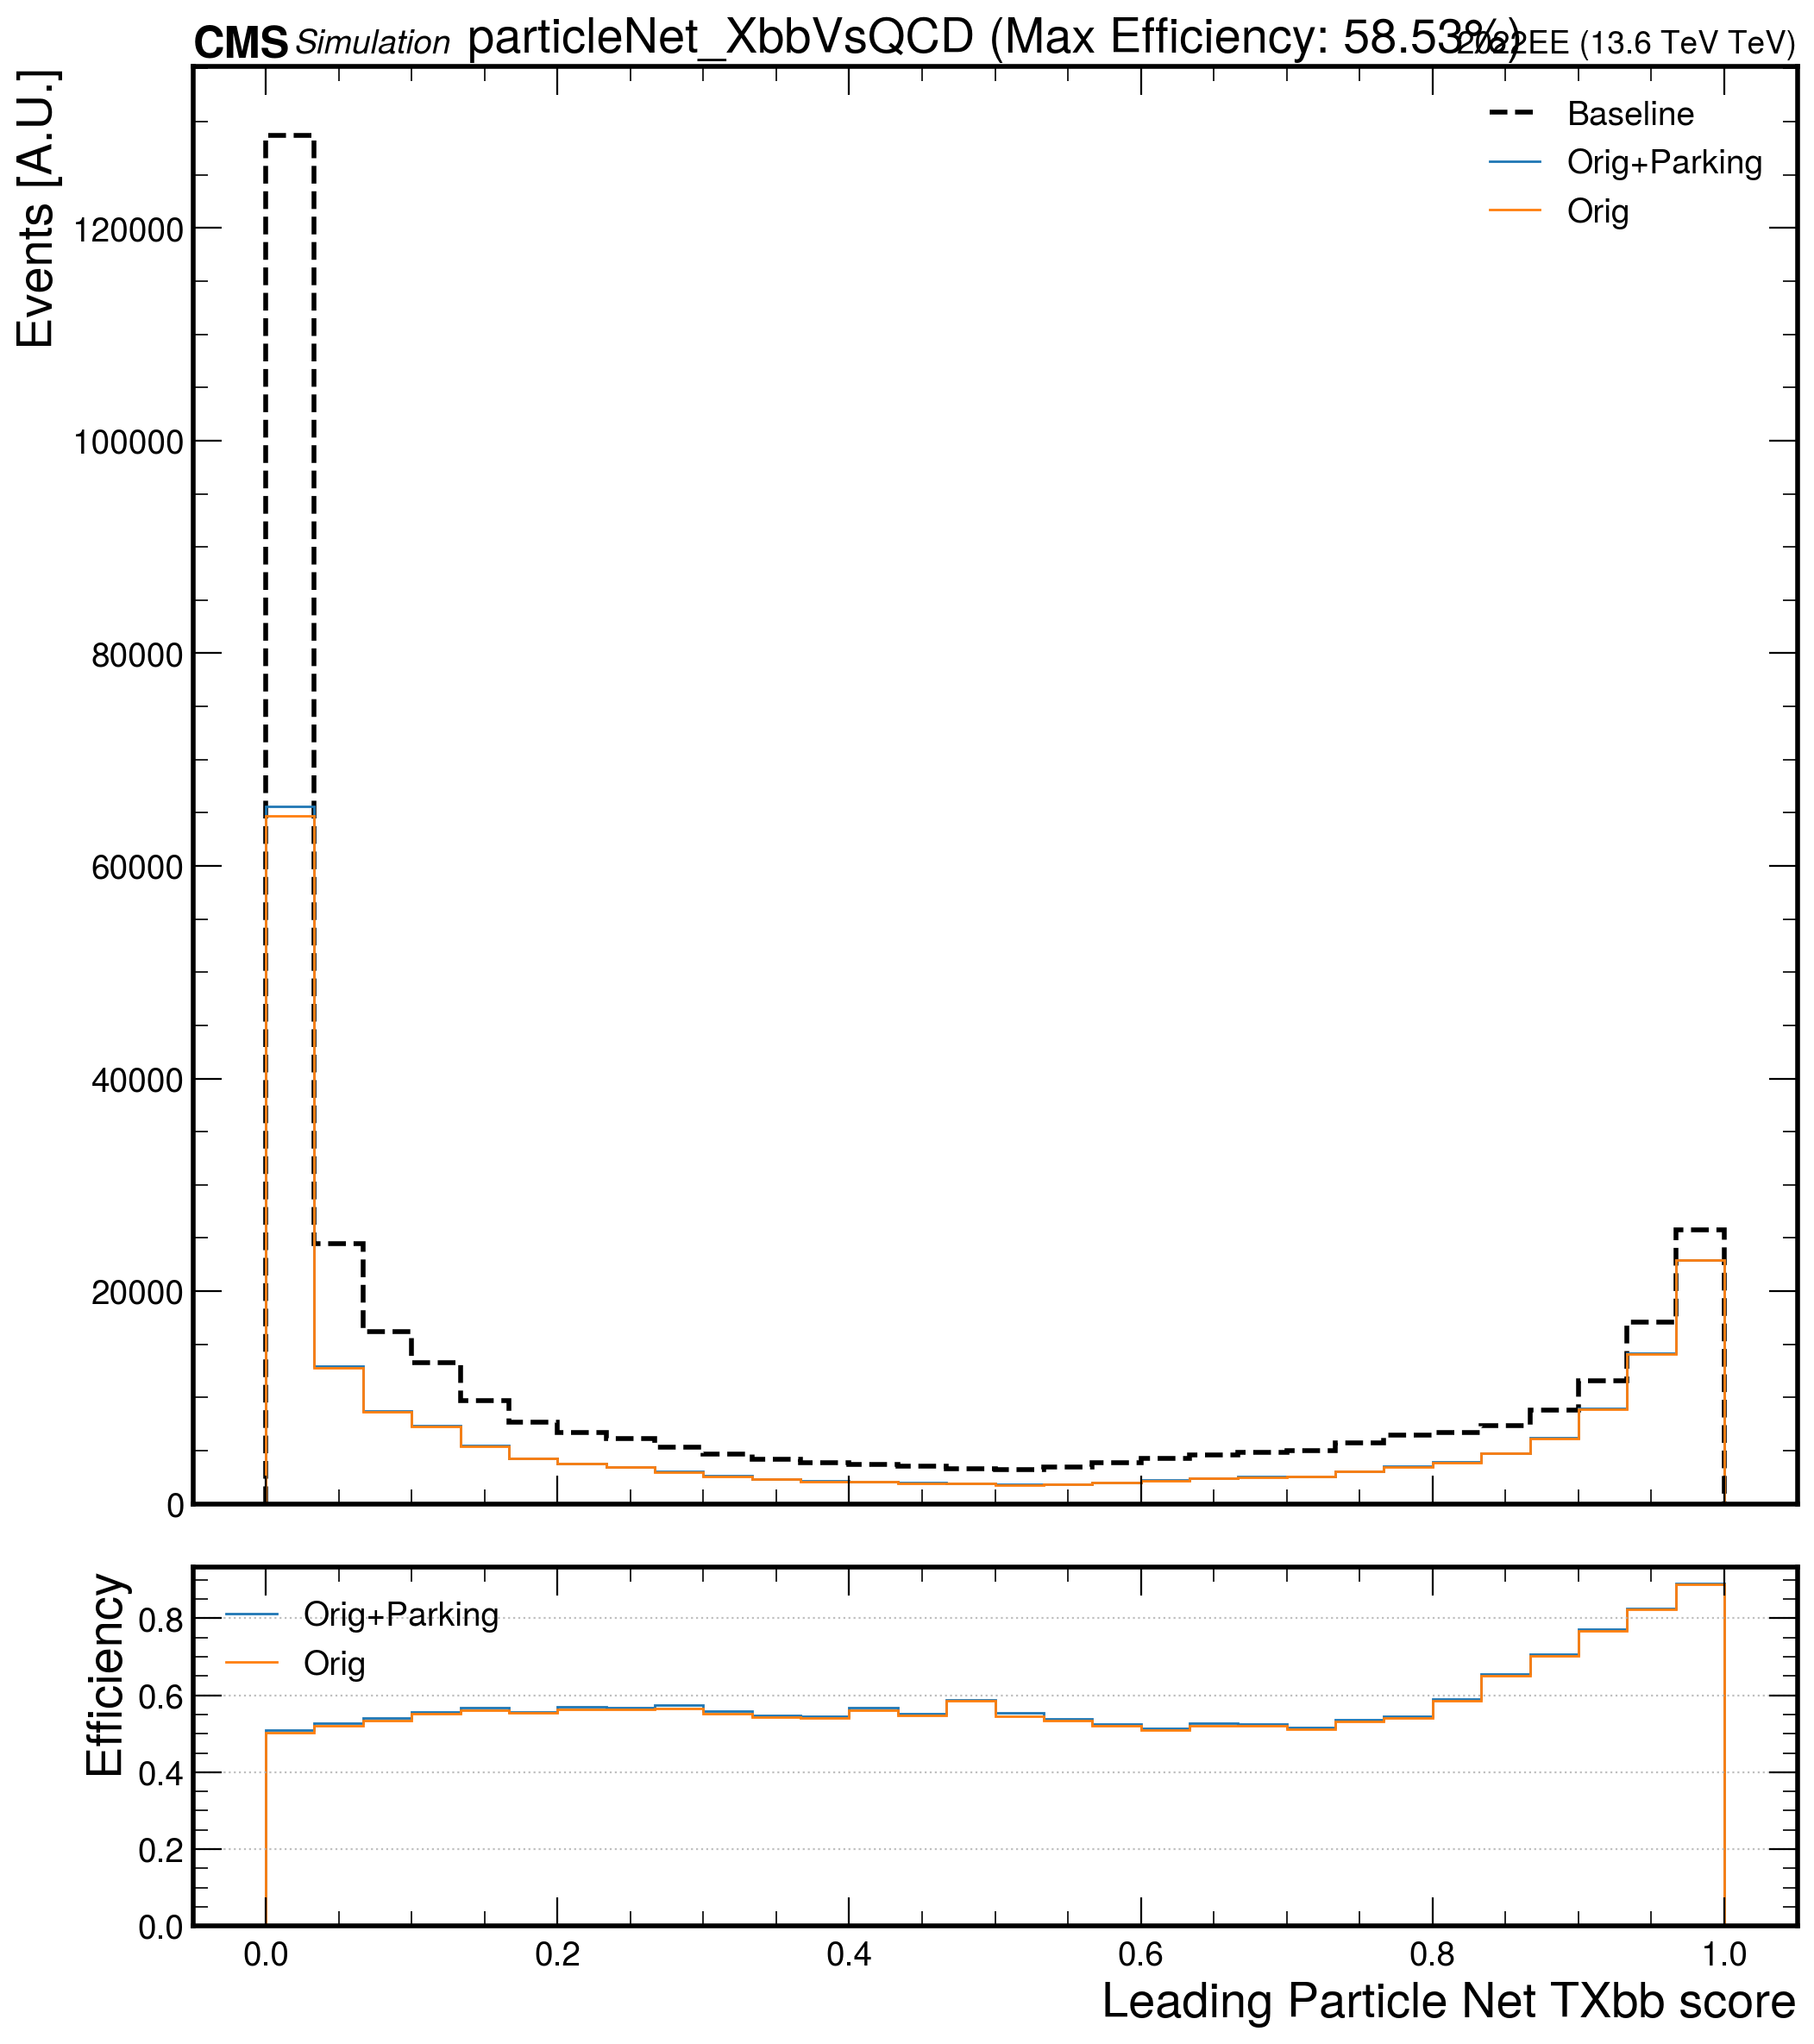 CMS Simulation particleNet_XbbVsQCD (Max Efficiency: 58.53%) 2022EE (13.6 TeV TeV)
Events [A.U.]
Baseline
Orig+Parking
Orig
120000
100000
80000
60000
40000
20000
0
Efficiency
Orig+Parking
Orig
0.8
0.6
0.4
0.2
0.0
0.0 0.2 0.4 0.6 0.8 1.0
Leading Particle Net TXbb score